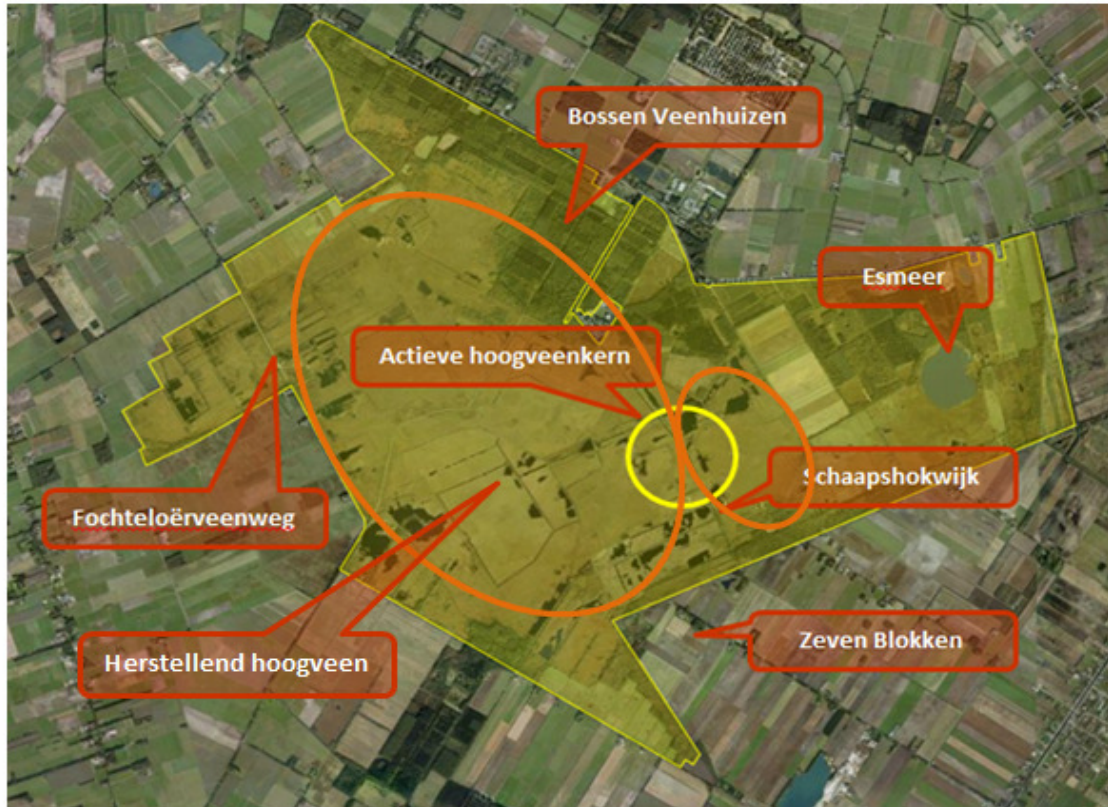 Bossen Veenhuizen
Esmeer
Actieve hoogveenkern
Schaapshokwijk
Fochteloërveenweg
Herstellend hoogveen
Zeven Blokken